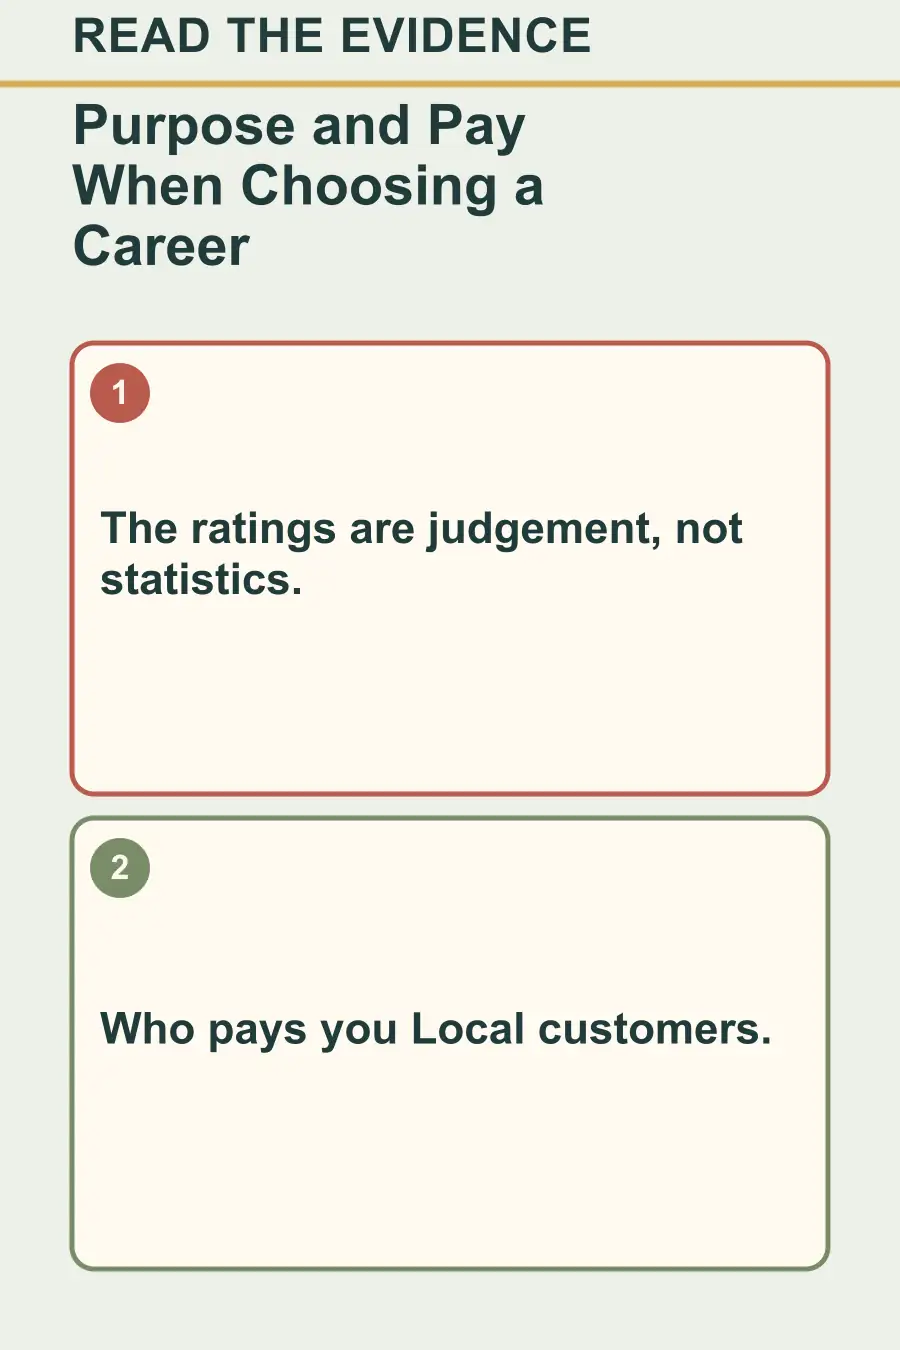 READ THE EVIDENCE
Purpose and Pay
When Choosing a
Career
1
The ratings are judgement, not
statistics.
2
Who pays you Local customers.